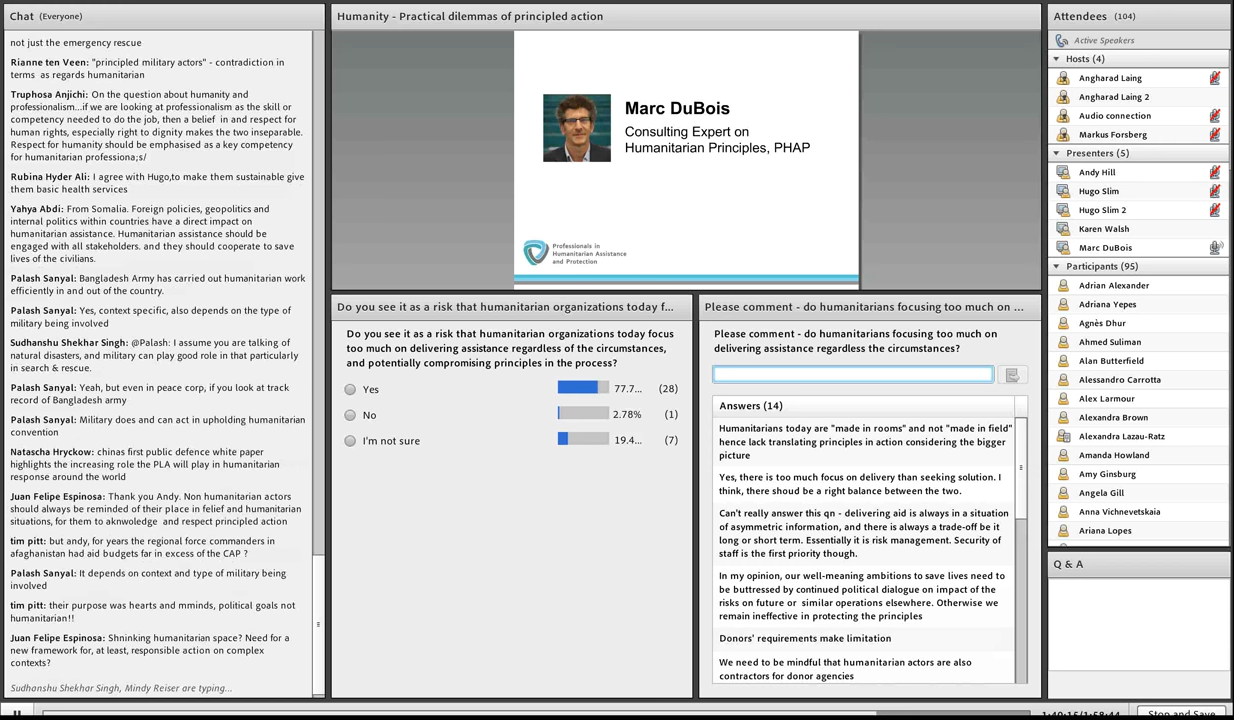 Chat (Everyone)
not just the emergency rescue
Rianne ten Veen: "principled military actors" - contradiction in
terms as regards humanitarian
Truphosa Anjichi: On the question about humanity and
professionalism...if we are looking at professionalism as the skill or
competency needed to do the job, then a belief in and respect for
human rights, especially right to dignity makes the two inseparable.
Respect for humanity should be emphasised as a key competency
for humanitarian professiona;s/
Rubina Hyder Ali: I agree with Hugo,to make them sustainable give
them basic health services
Yahya Abdi: From Somalia. Foreign policies, geopolitics and
internal politics within countries have a direct impact on
humanitarian assistance. Humanitarian assistance should be
engaged with all stakeholders. and they should cooperate to save
lives of the civilians.
Palash Sanyal: Bangladesh Army has carried out humanitarian work
efficiently in and out of the country.
Palash Sanyal: Yes, context specific, also depends on the type of
military being involved
Sudhanshu Shekhar Singh: @Palash: I assume you are talking of
natural disasters, and military can play good role in that particularly
in search & rescue.
Palash Sanyal: Yeah, but even in peace corp, if you look at track
record of Bangladesh army
Palash Sanyal: Military does and can act in upholding humanitarian
convention
Natascha Hryckow: chinas first public defence white paper
highlights the increasing role the PLA will play in humanitarian
response around the world
Juan Felipe Espinosa: Thank you Andy. Non humanitarian actors
should always be reminded of their place in felief and humanitarian
situations, for them to aknwoledge and respect principled action
tim pitt: but andy, for years the regional force commanders in
afaghanistan had aid budgets far in excess of the CAP ?
Palash Sanyal: It depends on context and type of military being
involved
tim pitt: their purpose was hearts and mminds, political goals not
humanitarian!!
Juan Felipe Espinosa: Shninking humanitarian space? Need for a
new framework for, at least, responsible action on complex
contexts?
Sudhanshu Shekhar Singh, Mindy Reiser are typing...
Humanity - Practical dilemmas of principled action
Marc DuBois
Consulting Expert on
Humanitarian Principles, PHAP
Professionals in
Humanitarian Assistance
and Protection
Do you see it as a risk that humanitarian organizations today f...
Do you see it as a risk that humanitarian organizations today focus
too much on delivering assistance regardless of the circumstances,
and potentially compromising principles in the process?
Yes 77.7... (28)
No 2.78% (1)
I'm not sure 19.4... (7)
Please comment - do humanitarians focusing too much on ...
Please comment - do humanitarians focusing too much on
delivering assistance regardless the circumstances?
Answers (14)
Humanitarians today are "made in rooms" and not "made in field"
hence lack translating principles in action considering the bigger
picture
Yes, there is too much focus on delivery than seeking solution. I
think, there shoud be a right balance between the two.
Can't really answer this qn - delivering aid is always in a situation
of asymmetric information, and there is always a trade-off be it
long or short term. Essentially it is risk management. Security of
staff is the first priority though.
In my opinion, our well-meaning ambitions to save lives need to
be buttressed by continued political dialogue on impact of the
risks on future or similar operations elsewhere. Otherwise we
remain ineffective in protecting the principles
Donors' requirements make limitation
We need to be mindful that humanitarian actors are also
contractors for donor agencies
Attendees (104)
Active Speakers
Hosts (4)
Angharad Laing
Angharad Laing 2
Audio connection
Markus Forsberg
Presenters (5)
Andy Hill
Hugo Slim
Hugo Slim 2
Karen Walsh
Marc DuBois
Participants (95)
Adrian Alexander
Adriana Yepes
Agnès Dhur
Ahmed Suliman
Alan Butterfield
Alessandro Carotta
Alex Larmour
Alexandra Brown
Alexandra Lazau-Ratz
Amanda Howland
Amy Ginsburg
Angela Gill
Anna Vichnevetskaia
Ariana Lopes
Q & A
1:40:15/1:58:44
Stop and Save